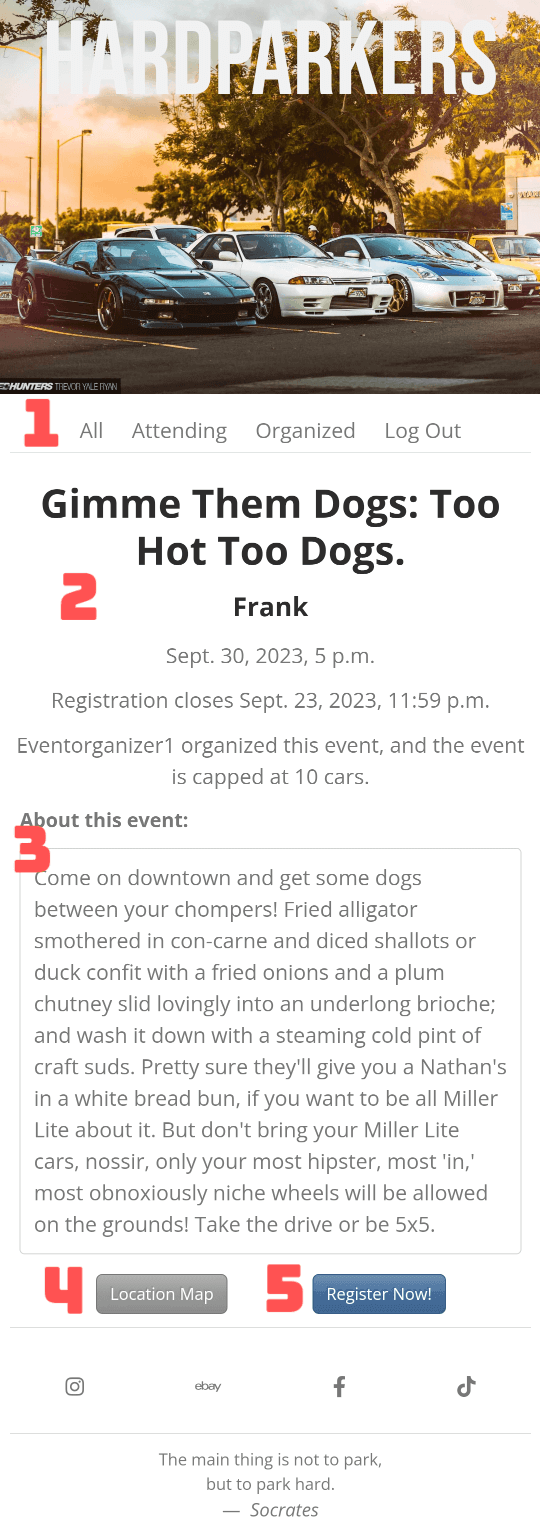 HARDPARKERS
EDHUNTERS TREVOR YALE RYAN
1
All Attending Organized Log Out
Gimme Them Dogs: Too
Hot Too Dogs.
2
Frank
Sept. 30, 2023, 5 p.m.
Registration closes Sept. 23, 2023, 11:59 p.m.
Eventorganizer1 organized this event, and the event
is capped at 10 cars.
About this event:
3
Come on downtown and get some dogs
between your chompers! Fried alligator
smothered in con-carne and diced shallots or
duck confit with a fried onions and a plum
chutney slid lovingly into an underlong brioche;
and wash it down with a steaming cold pint of
craft suds. Pretty sure they'll give you a Nathan's
in a white bread bun, if you want to be all Miller
Lite about it. But don't bring your Miller Lite
cars, nossir, only your most hipster, most 'in,'
most obnoxiously niche wheels will be allowed
on the grounds! Take the drive or be 5x5.
4 Location Map 5 Register Now!
ebay
The main thing is not to park,
but to park hard.
— Socrates